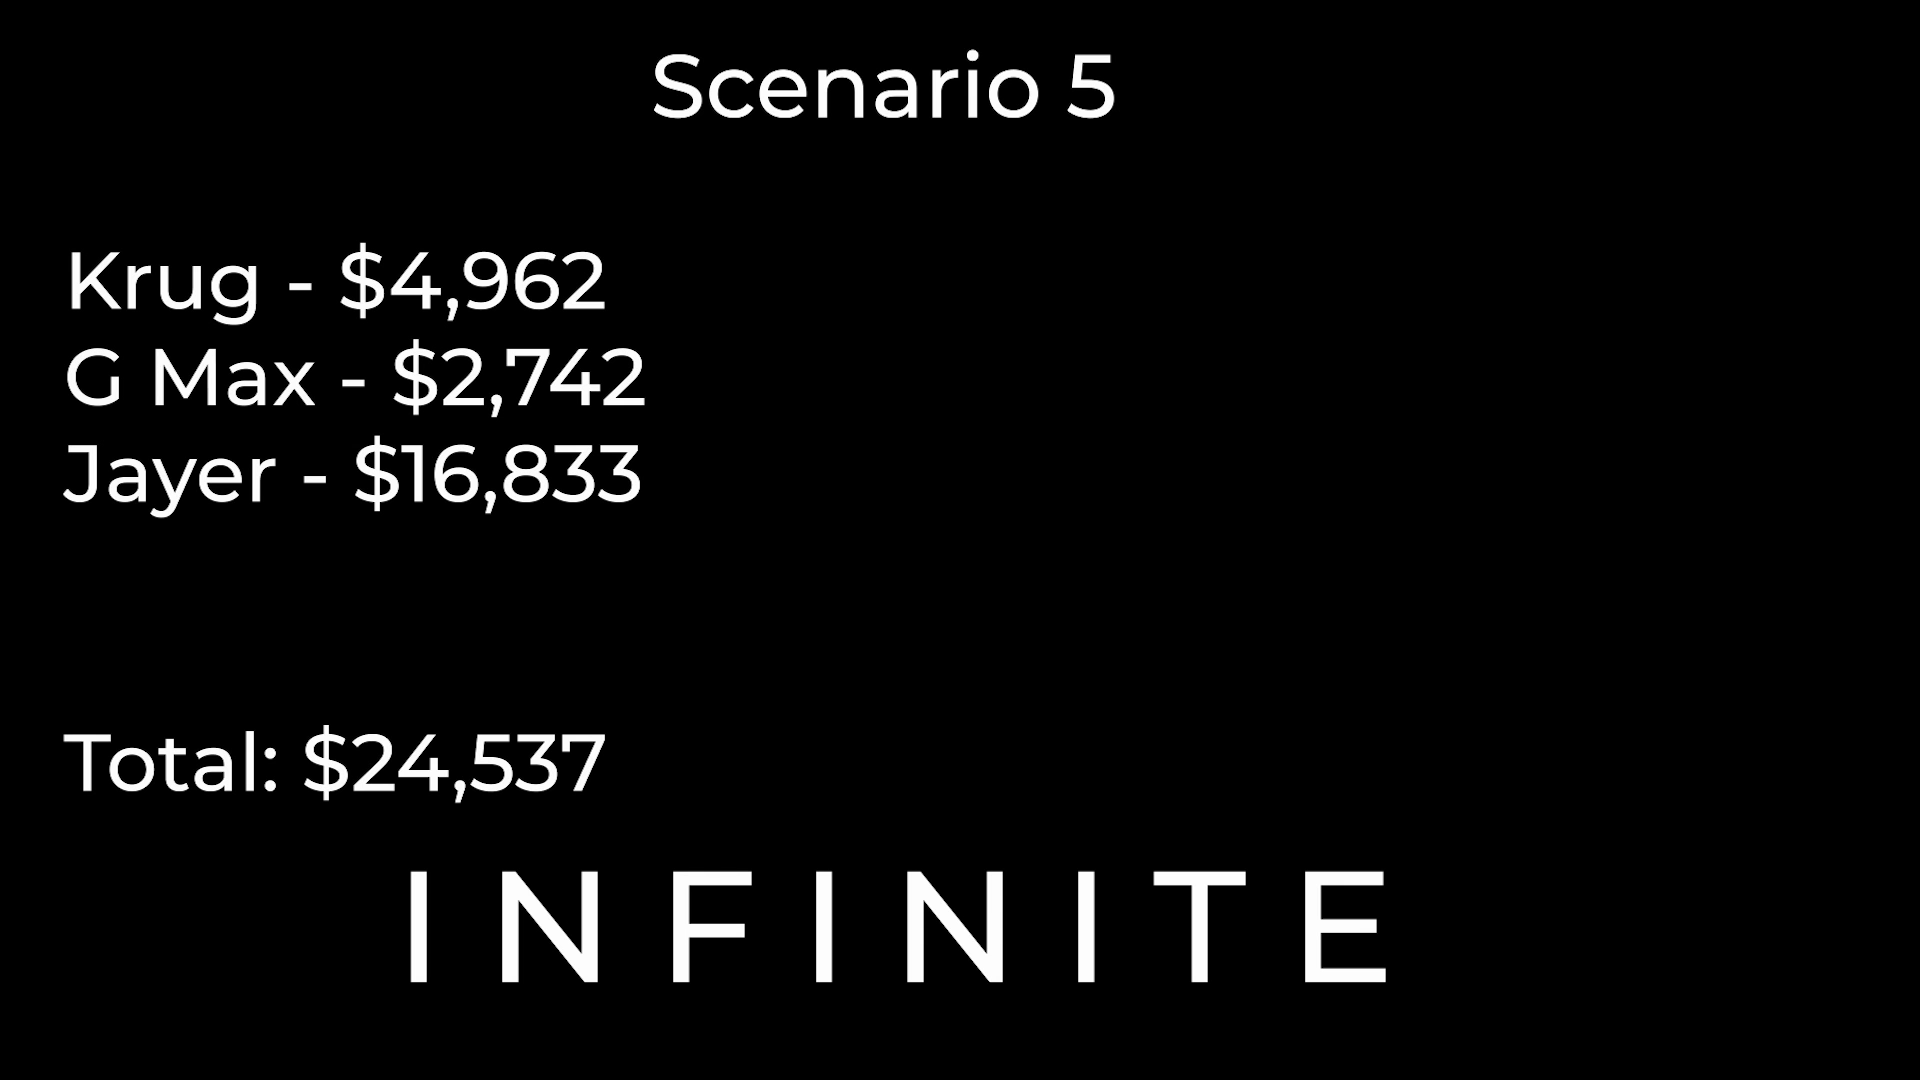 Scenario 5
Krug - $4,962
G Max - $2,742
Jayer - $16,833
Total: $24,537
INFINITE